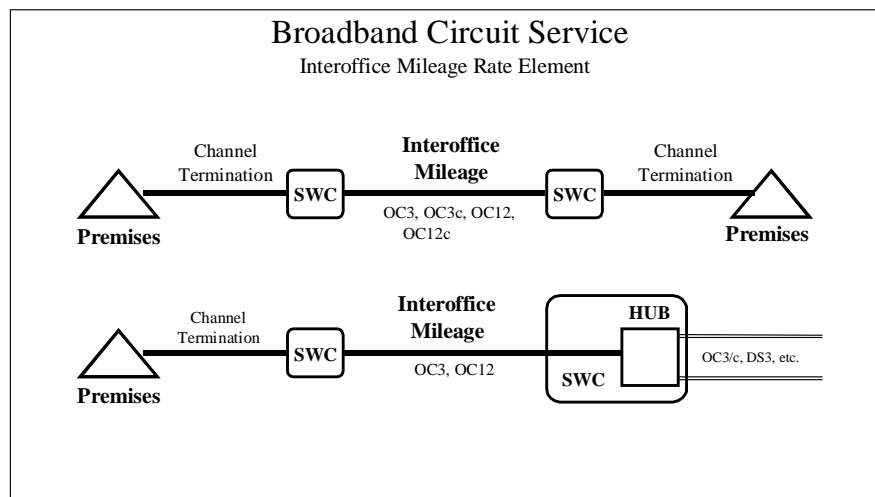 Broadband Circuit Service
Interoffice Mileage Rate Element
Channel
Termination
Interoffice
Mileage
Channel
Termination
SWC
SWC
OC3, OC3c, OC12,
OC12c
Premises
Premises
Channel
Termination
Interoffice
Mileage
HUB
SWC
OC3/c, DS3, etc.
OC3, OC12
SWC
Premises